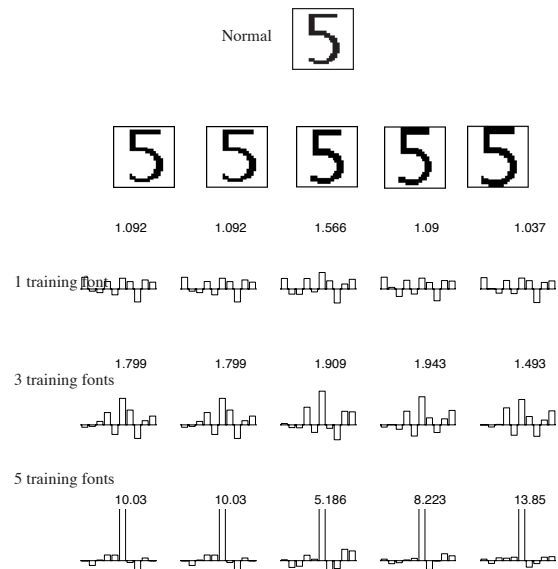 Normal
5
5 5 5 5 5
1.092 1.092 1.566 1.09 1.037
1 training font
1.799 1.799 1.909 1.943 1.493
3 training fonts
5 training fonts
10.03 10.03 5.186 8.223 13.85